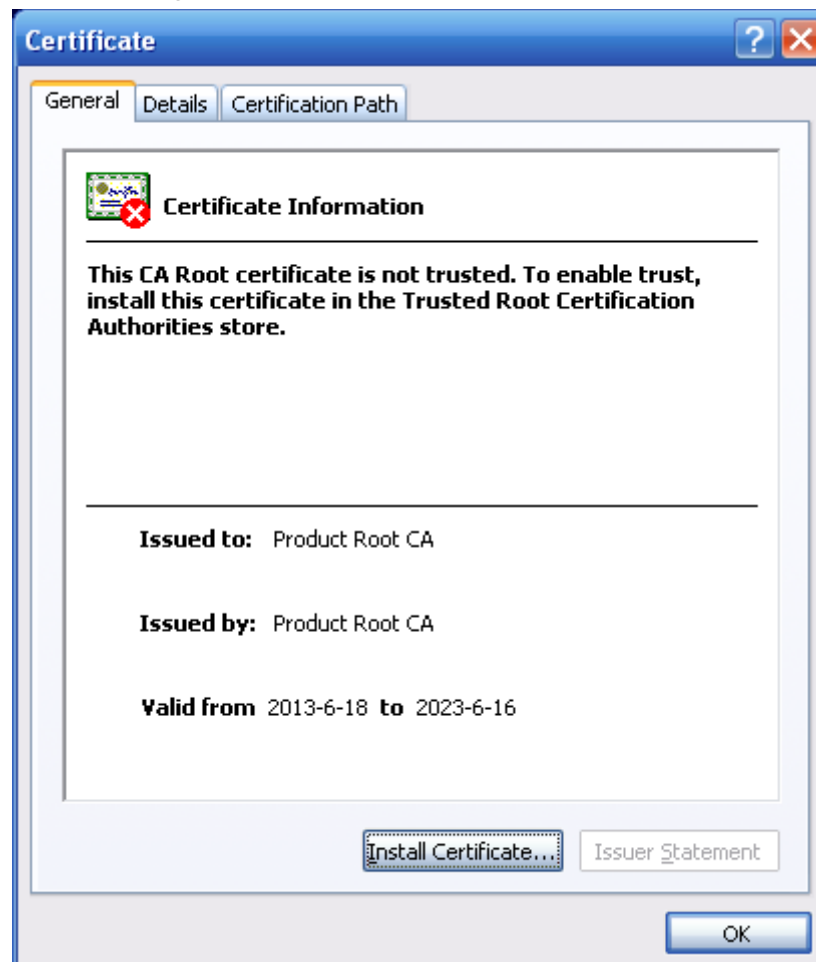 Certificate
General Details Certification Path
Certificate Information
This CA Root certificate is not trusted. To enable trust,
install this certificate in the Trusted Root Certification
Authorities store.
Issued to: Product Root CA
Issued by: Product Root CA
Valid from 2013-6-18 to 2023-6-16
Install Certificate... Issuer Statement
OK